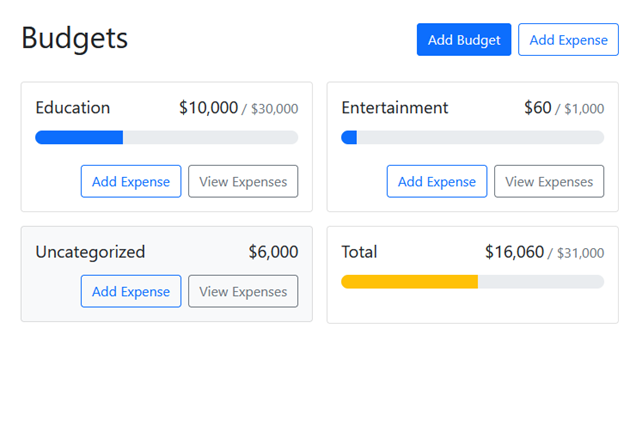 Budgets
Add Budget Add Expense
Education $10,000 / $30,000
Add Expense View Expenses
Entertainment $60 / $1,000
Add Expense View Expenses
Uncategorized $6,000
Add Expense View Expenses
Total $16,060 / $31,000